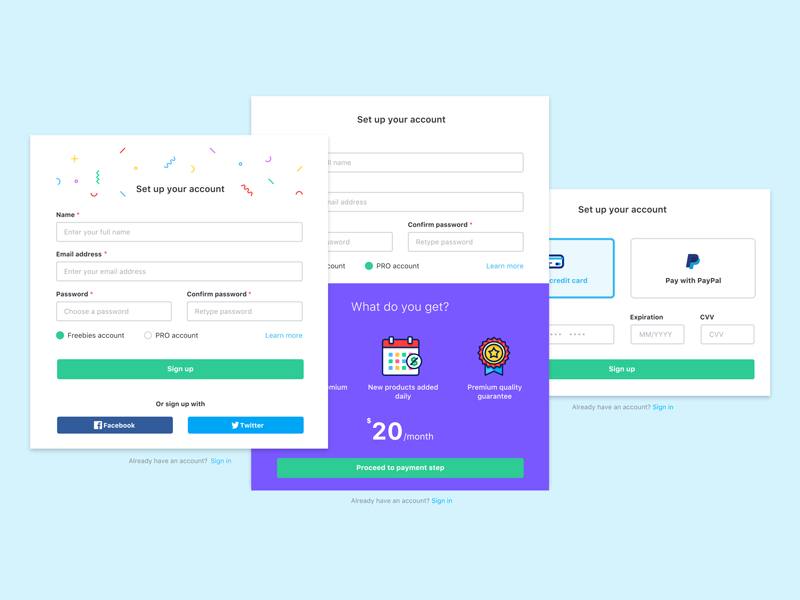 Set up your account
Name *
Enter your full name
Email address *
Enter your email address
Password * Confirm password *
Choose a password Retype password
Freebies account PRO account Learn more
Sign up
Or sign up with
Facebook Twitter
Already have an account? Sign in
Set up your account
name
address
Confirm password *
Retype password
PRO account Learn more
What do you get?
New products added
daily
Premium quality
guarantee
$20/month
Proceed to payment step
Already have an account? Sign in
Set up your account
credit card
Pay with PayPal
Expiration CVV
MM/YYYY CVV
Sign up
Already have an account? Sign in